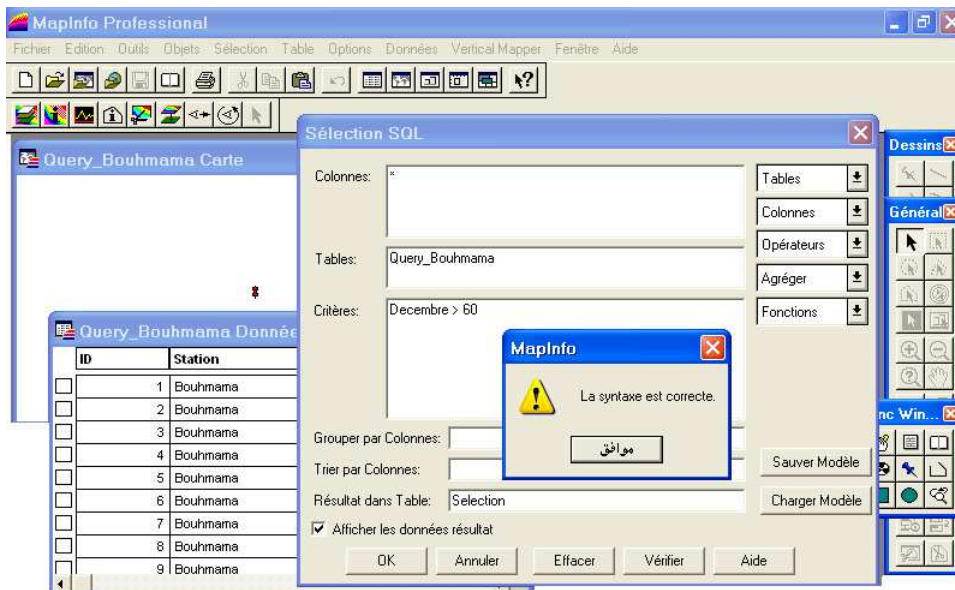 MapInfo Professional
Fichier Edition Outils Objets Sélection Table Options Données Vertical Mapper Fenêtre Aide
Query_Bouhmama Carte
Sélection SQL
Dessins
Général
Colonnes: *
Tables
Colonnes
Opérateurs
Agréger
Fonctions
Tables: Query_Bouhmama
Critères: Decembre > 60
MapInfo
La syntaxe est correcte.
موافق
Query_Bouhmama Donnée
ID Station
1 Bouhmama
2 Bouhmama
3 Bouhmama
4 Bouhmama
5 Bouhmama
6 Bouhmama
7 Bouhmama
8 Bouhmama
9 Bouhmama
Grouper par Colonnes:
Trier par Colonnes:
Résultat dans Table: Selection
Afficher les données résultat
Sauver Modèle
Charger Modèle
OK Annuler Effacer Vérifier Aide
nc Win...